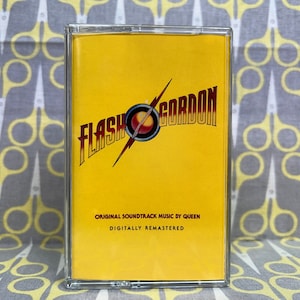 FLASH GORDON
ORIGINAL SOUNDTRACK MUSIC BY QUEEN
DIGITALLY REMASTERED